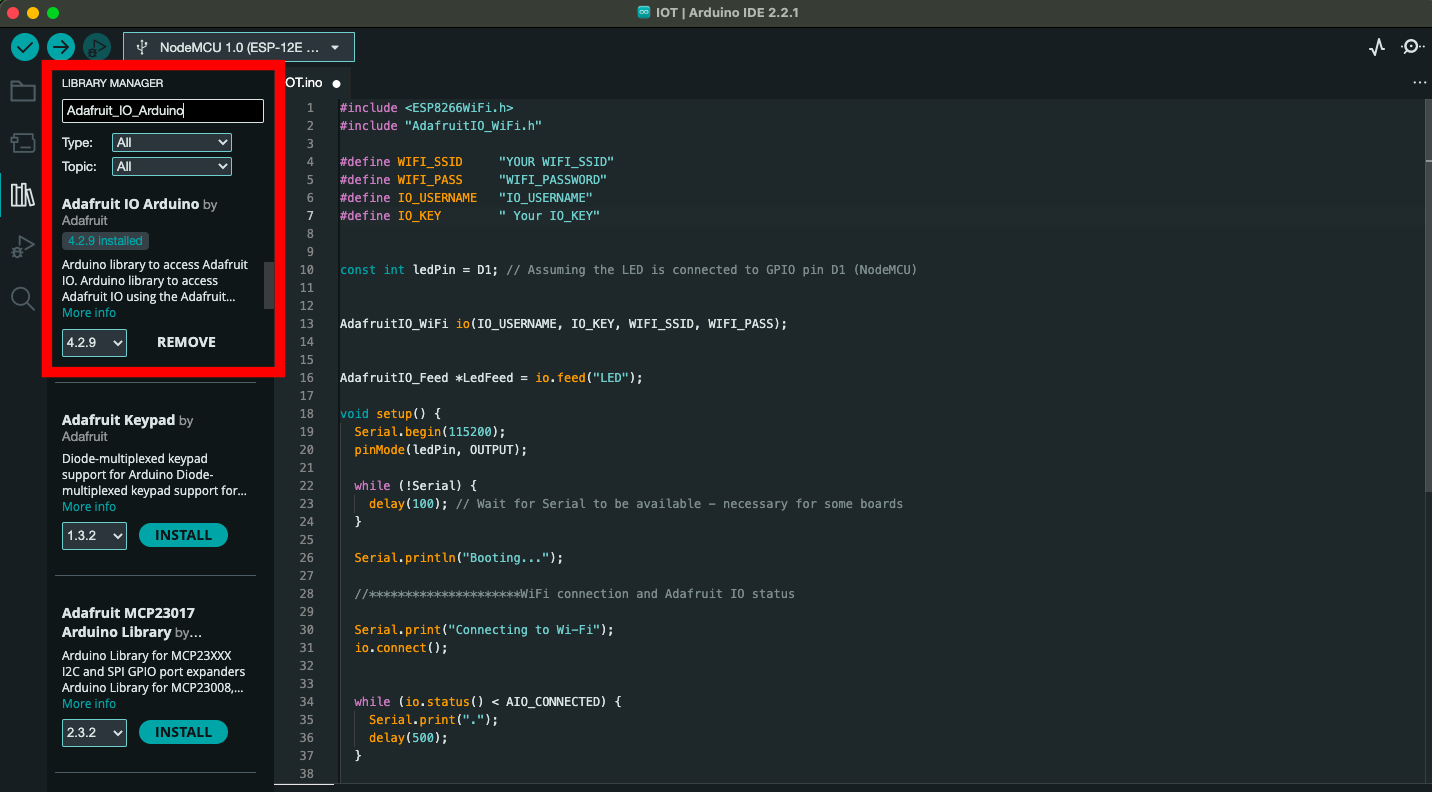 IOT | Arduino IDE 2.2.1
NodeMCU 1.0 (ESP-12E ...
LIBRARY MANAGER
Adafruit_IO_Arduino
Type: All
Topic: All
Adafruit IO Arduino by
Adafruit
4.2.9 installed
Arduino library to access Adafruit
IO. Arduino library to access
Adafruit IO using the Adafruit...
More info
4.2.9 REMOVE
Adafruit Keypad by
Adafruit
Diode-multiplexed keypad
support for Arduino Diode-
multiplexed keypad support for...
More info
1.3.2 INSTALL
Adafruit MCP23017
Arduino Library by...
Arduino Library for MCP23XXX
I2C and SPI GPIO port expanders
Arduino Library for MCP23008,...
More info
2.3.2 INSTALL
OT.ino
...
1 #include <ESP8266WiFi.h>
2 #include "AdafruitIO_WiFi.h"
3
4 #define WIFI_SSID     "YOUR WIFI_SSID"
5 #define WIFI_PASS     "WIFI_PASSWORD"
6 #define IO_USERNAME   "IO_USERNAME"
7 #define IO_KEY        " Your IO_KEY"
8
9
10 const int ledPin = D1; // Assuming the LED is connected to GPIO pin D1 (NodeMCU)
11
12
13 AdafruitIO_WiFi io(IO_USERNAME, IO_KEY, WIFI_SSID, WIFI_PASS);
14
15
16 AdafruitIO_Feed *LedFeed = io.feed("LED");
17
18 void setup() {
19   Serial.begin(115200);
20   pinMode(ledPin, OUTPUT);
21
22   while (!Serial) {
23     delay(100); // Wait for Serial to be available - necessary for some boards
24   }
25
26   Serial.println("Booting...");
27
28   //*********************WiFi connection and Adafruit IO status
29
30   Serial.print("Connecting to Wi-Fi");
31   io.connect();
32
33
34   while (io.status() < AIO_CONNECTED) {
35     Serial.print(".");
36     delay(500);
37   }
38